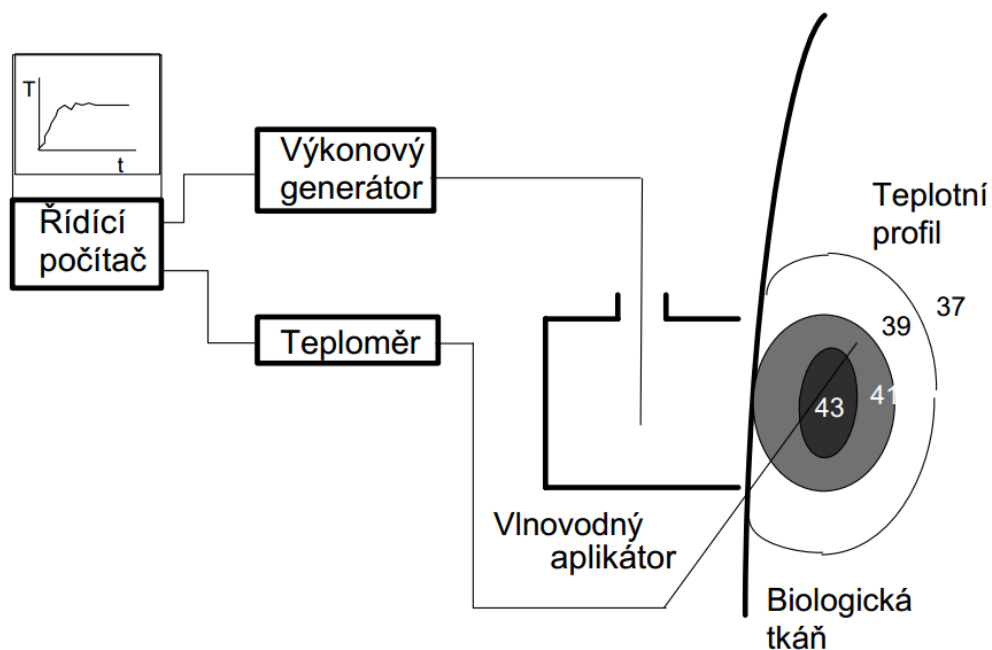 T
t
Řídící
počítač
Výkonový
generátor
Teploměr
Vlnovodný
aplikátor
Teplotní
profil
37
39
41
43
Biologická
tkáň